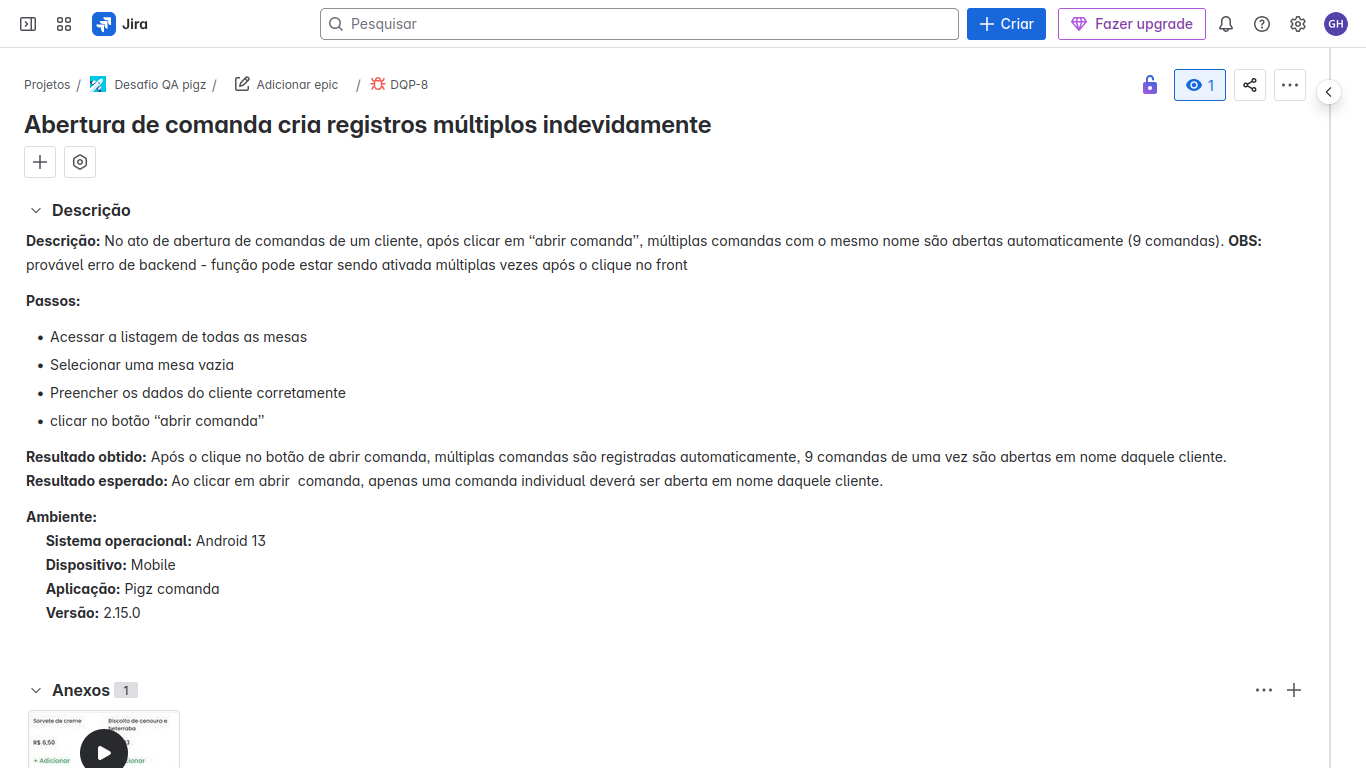 Jira
Pesquisar
Criar
Fazer upgrade
GH
Projetos / Desafio QA pigz / Adicionar epic / DQP-8
1
Abertura de comanda cria registros múltiplos indevidamente
Descrição
Descrição: No ato de abertura de comandas de um cliente, após clicar em “abrir comanda”, múltiplas comandas com o mesmo nome são abertas automaticamente (9 comandas). OBS:
provável erro de backend - função pode estar sendo ativada múltiplas vezes após o clique no front
Passos:
• Acessar a listagem de todas as mesas
• Selecionar uma mesa vazia
• Preencher os dados do cliente corretamente
• clicar no botão “abrir comanda”
Resultado obtido: Após o clique no botão de abrir comanda, múltiplas comandas são registradas automaticamente, 9 comandas de uma vez são abertas em nome daquele cliente.
Resultado esperado: Ao clicar em abrir  comanda, apenas uma comanda individual deverá ser aberta em nome daquele cliente.
Ambiente:
Sistema operacional: Android 13
Dispositivo: Mobile
Aplicação: Pigz comanda
Versão: 2.15.0
Anexos 1
Sorvete de creme
Biscoito de cenoura e
beterraba
R$ 6,50
+ Adicionar